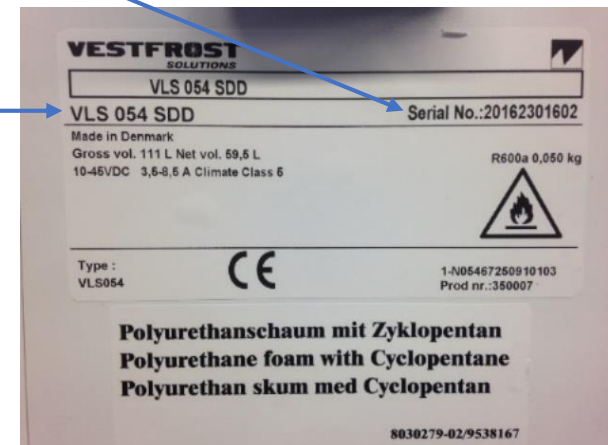 VESTFROST
SOLUTIONS
VLS 054 SDD
VLS 054 SDD
Serial No.:20162301602
Made in Denmark
Gross vol. 111 L Net vol. 59,5 L
10-45VDC 3,5-8,5 A Climate Class 5
R600a 0,050 kg
Type :
VLS054
CE
1-N05467250910103
Prod nr.:350007
Polyurethanschaum mit Zyklopentan
Polyurethane foam with Cyclopentane
Polyurethan skum med Cyclopentan
8030279-02/9538167